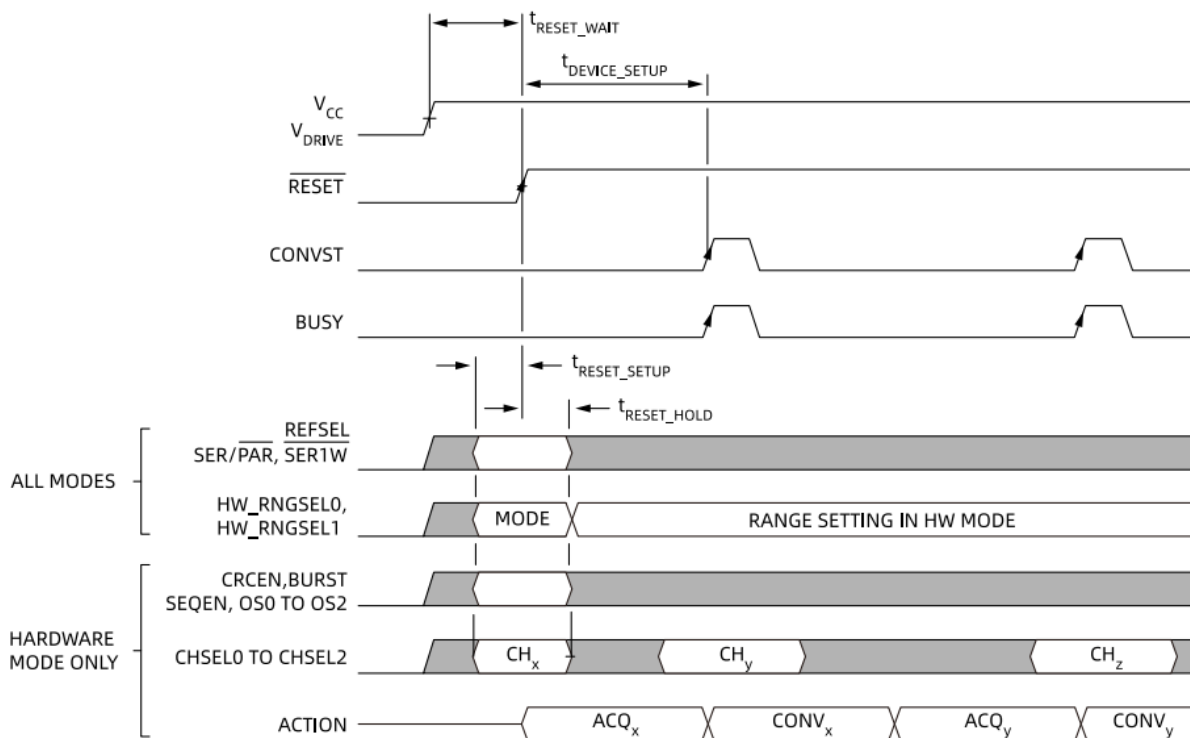 tRESET_WAIT
tDEVICE_SETUP
VCC
VDRIVE
RESET
CONVST
BUSY
tRESET_SETUP
tRESET_HOLD
ALL MODES
REFSEL
SER/PAR, SER1W
HW_RNGSEL0,
HW_RNGSEL1
MODE
RANGE SETTING IN HW MODE
HARDWARE
MODE ONLY
CRCEN,BURST
SEQEN, OS0 TO OS2
CHSEL0 TO CHSEL2
CHx
CHy
CHz
ACTION
ACQx
CONVx
ACQy
CONVy